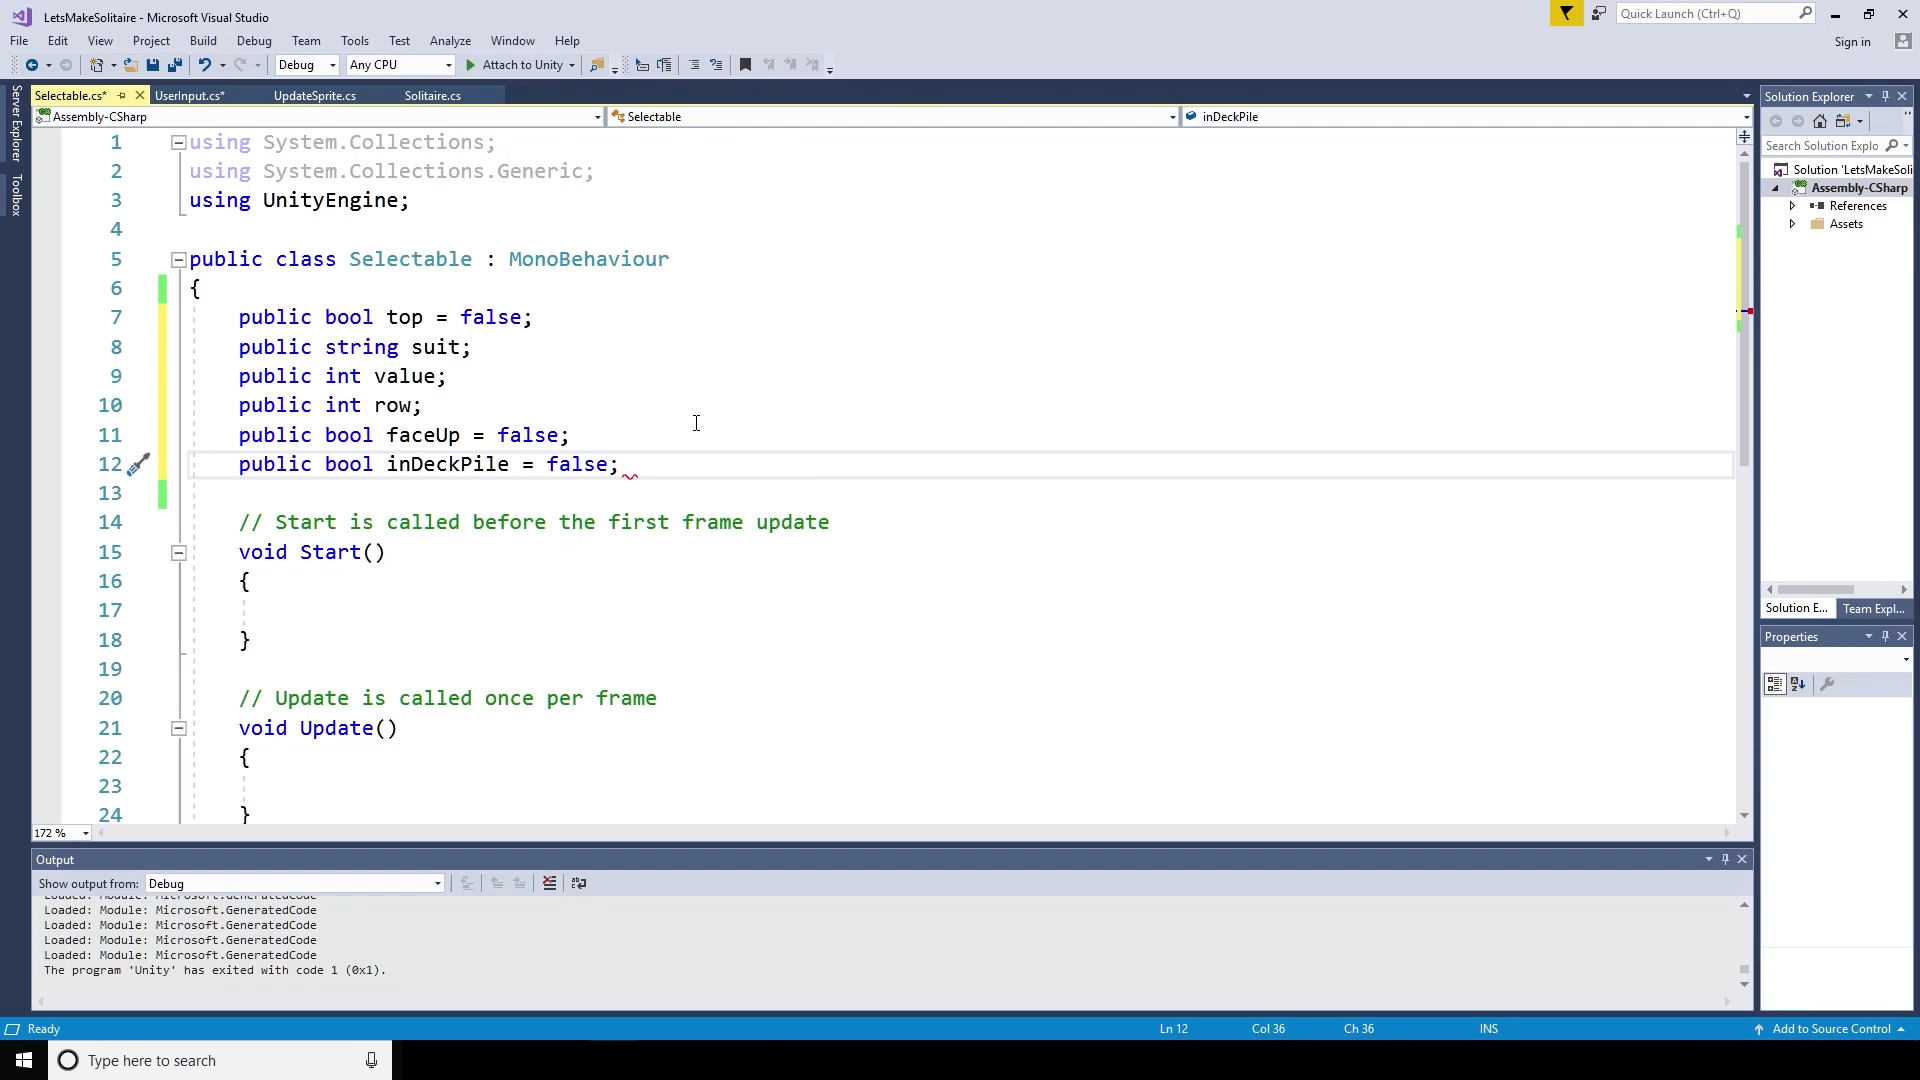 LetsMakeSolitaire - Microsoft Visual Studio
Quick Launch (Ctrl+Q)
File Edit View Project Build Debug Team Tools Test Analyze Window Help
Sign in
Debug Any CPU Attach to Unity
Server Explorer
Toolbox
Selectable.cs* UserInput.cs* UpdateSprite.cs Solitaire.cs
Assembly-CSharp Selectable inDeckPile
1 using System.Collections;
2 using System.Collections.Generic;
3 using UnityEngine;
4
5 public class Selectable : MonoBehaviour
6 {
7 public bool top = false;
8 public string suit;
9 public int value;
10 public int row;
11 public bool faceUp = false;
12 public bool inDeckPile = false;
13
14 // Start is called before the first frame update
15 void Start()
16 {
17
18 }
19
20 // Update is called once per frame
21 void Update()
22 {
23
24 }
172 %
Solution Explorer
Search Solution Explo
Solution 'LetsMakeSoli
Assembly-CSharp
References
Assets
Solution E... Team Expl...
Properties
Output
Show output from: Debug
Loaded: Module: Microsoft.GeneratedCode
Loaded: Module: Microsoft.GeneratedCode
Loaded: Module: Microsoft.GeneratedCode
Loaded: Module: Microsoft.GeneratedCode
Loaded: Module: Microsoft.GeneratedCode
The program 'Unity' has exited with code 1 (0x1).
Ready Ln 12 Col 36 Ch 36 INS Add to Source Control
Type here to search